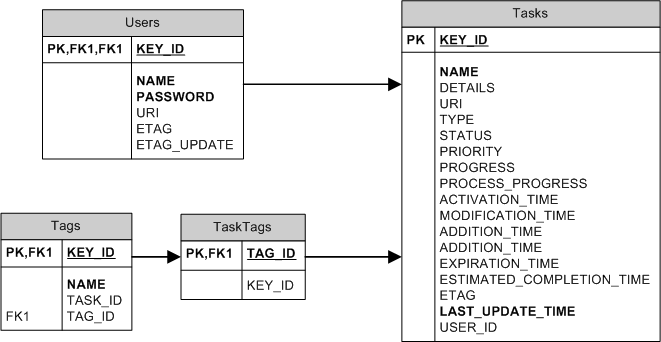 Users
PK,FK1,FK1 KEY_ID
NAME
PASSWORD
URI
ETAG
ETAG_UPDATE
Tasks
PK KEY_ID
NAME
DETAILS
URI
TYPE
STATUS
PRIORITY
PROGRESS
PROCESS_PROGRESS
ACTIVATION_TIME
MODIFICATION_TIME
ADDITION_TIME
ADDITION_TIME
EXPIRATION_TIME
ESTIMATED_COMPLETION_TIME
ETAG
LAST_UPDATE_TIME
USER_ID
Tags
PK,FK1 KEY_ID
NAME
TASK_ID
FK1 TAG_ID
TaskTags
PK,FK1 TAG_ID
KEY_ID